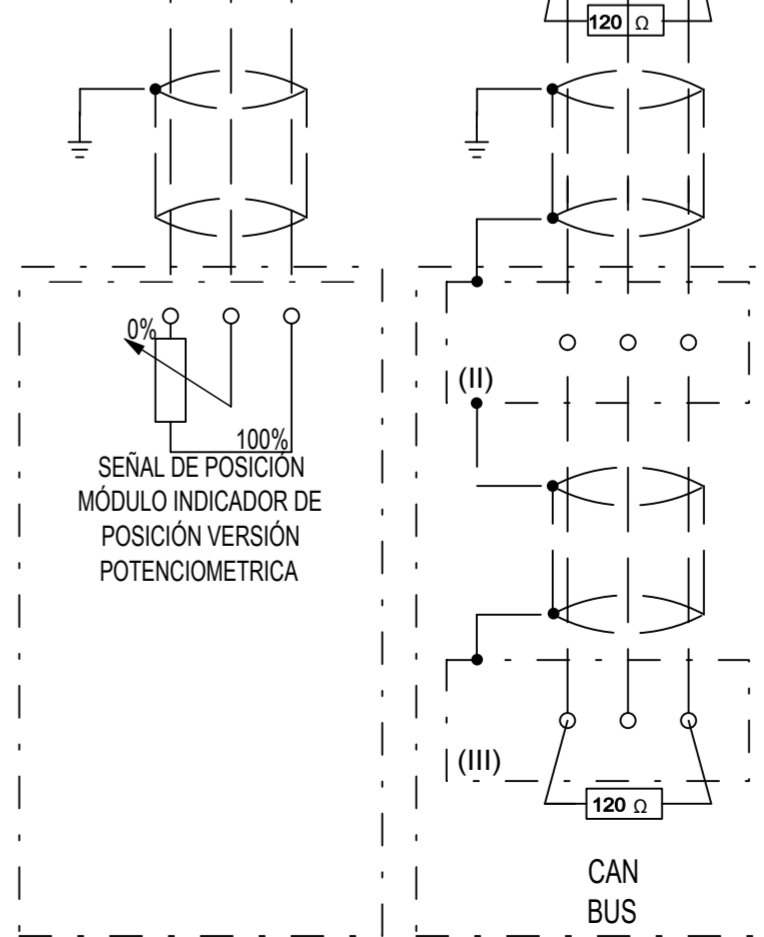 120 Ω
0%
100%
SEÑAL DE POSICIÓN
MÓDULO INDICADOR DE
POSICIÓN VERSIÓN
POTENCIOMETRICA
(II)
(III)
120 Ω
CAN
BUS